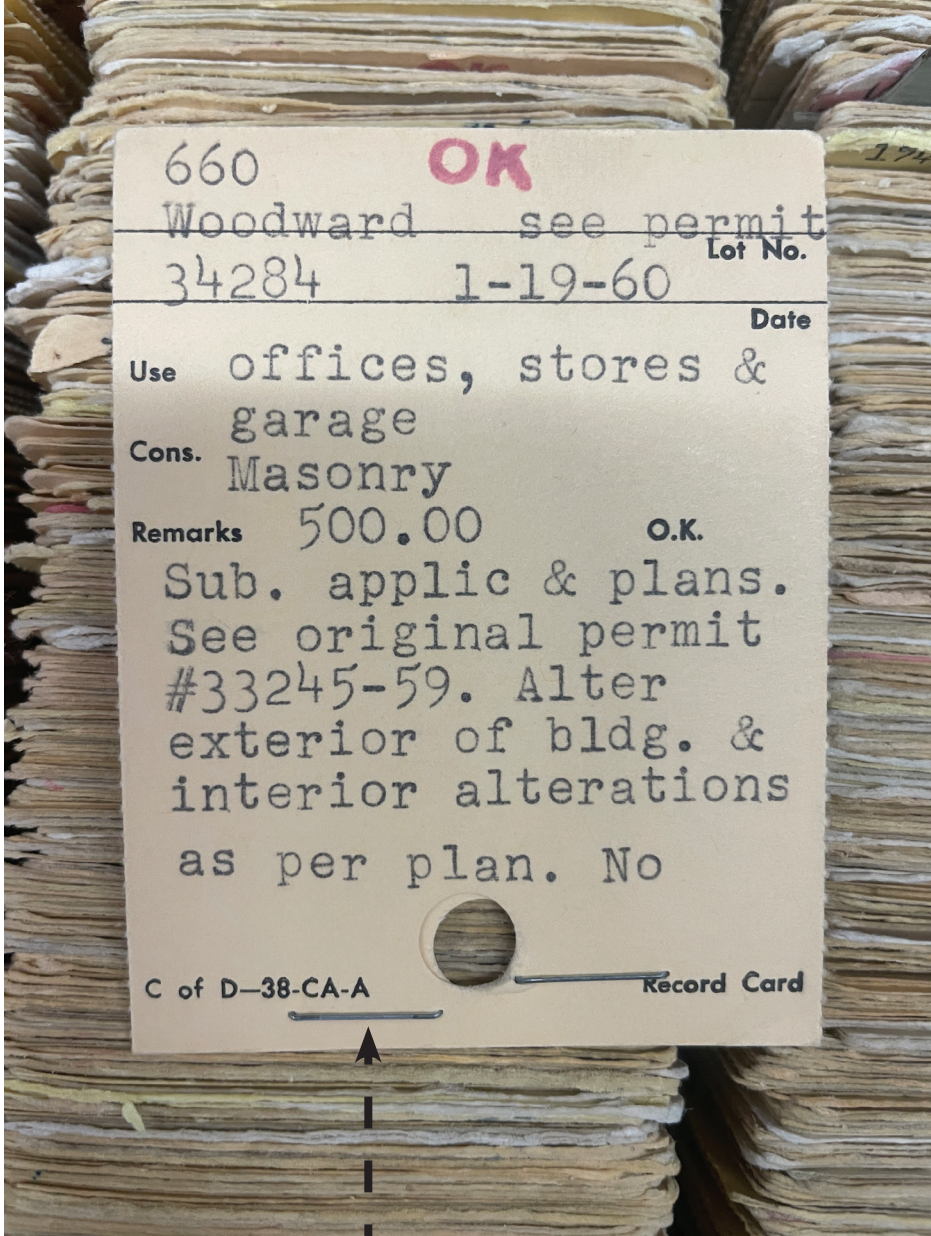 660 OK
Woodward see permit
Lot No.
34284 1-19-60
Date
Use offices, stores &
garage
Cons. Masonry
Remarks 500.00 O.K.
Sub. applic & plans.
See original permit
#33245-59. Alter
exterior of bldg. &
interior alterations
as per plan. No
C of D—38-CA-A Record Card